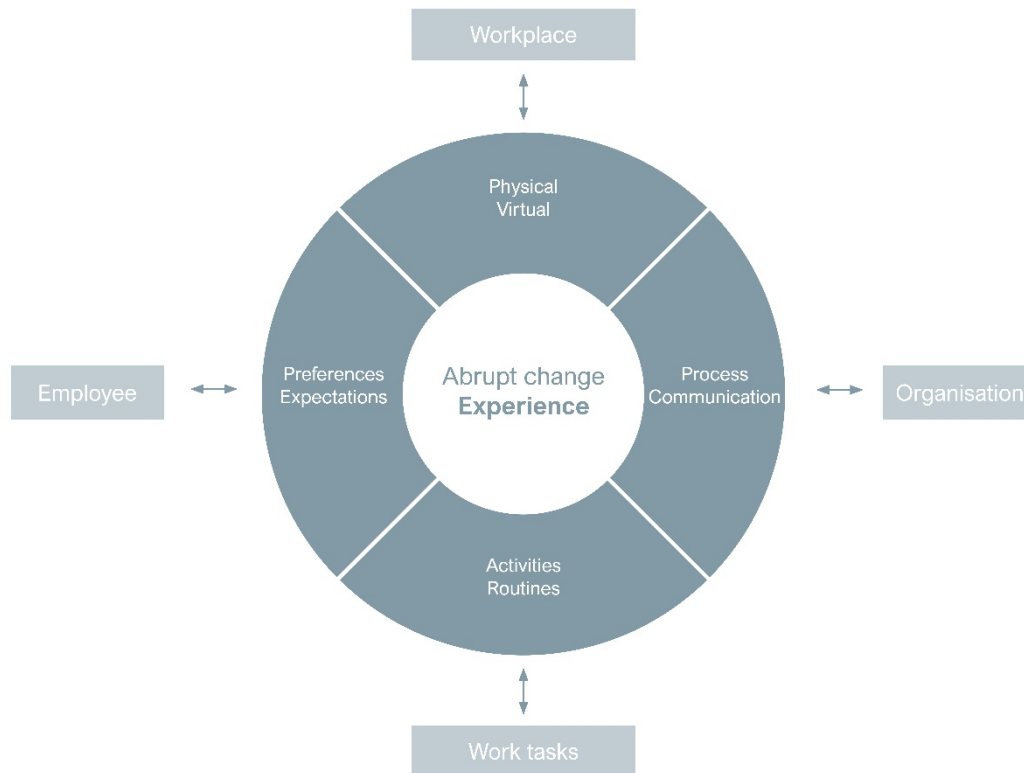 Workplace
Physical
Virtual
Employee
Preferences
Expectations
Abrupt change
Experience
Process
Communication
Organisation
Activities
Routines
Work tasks